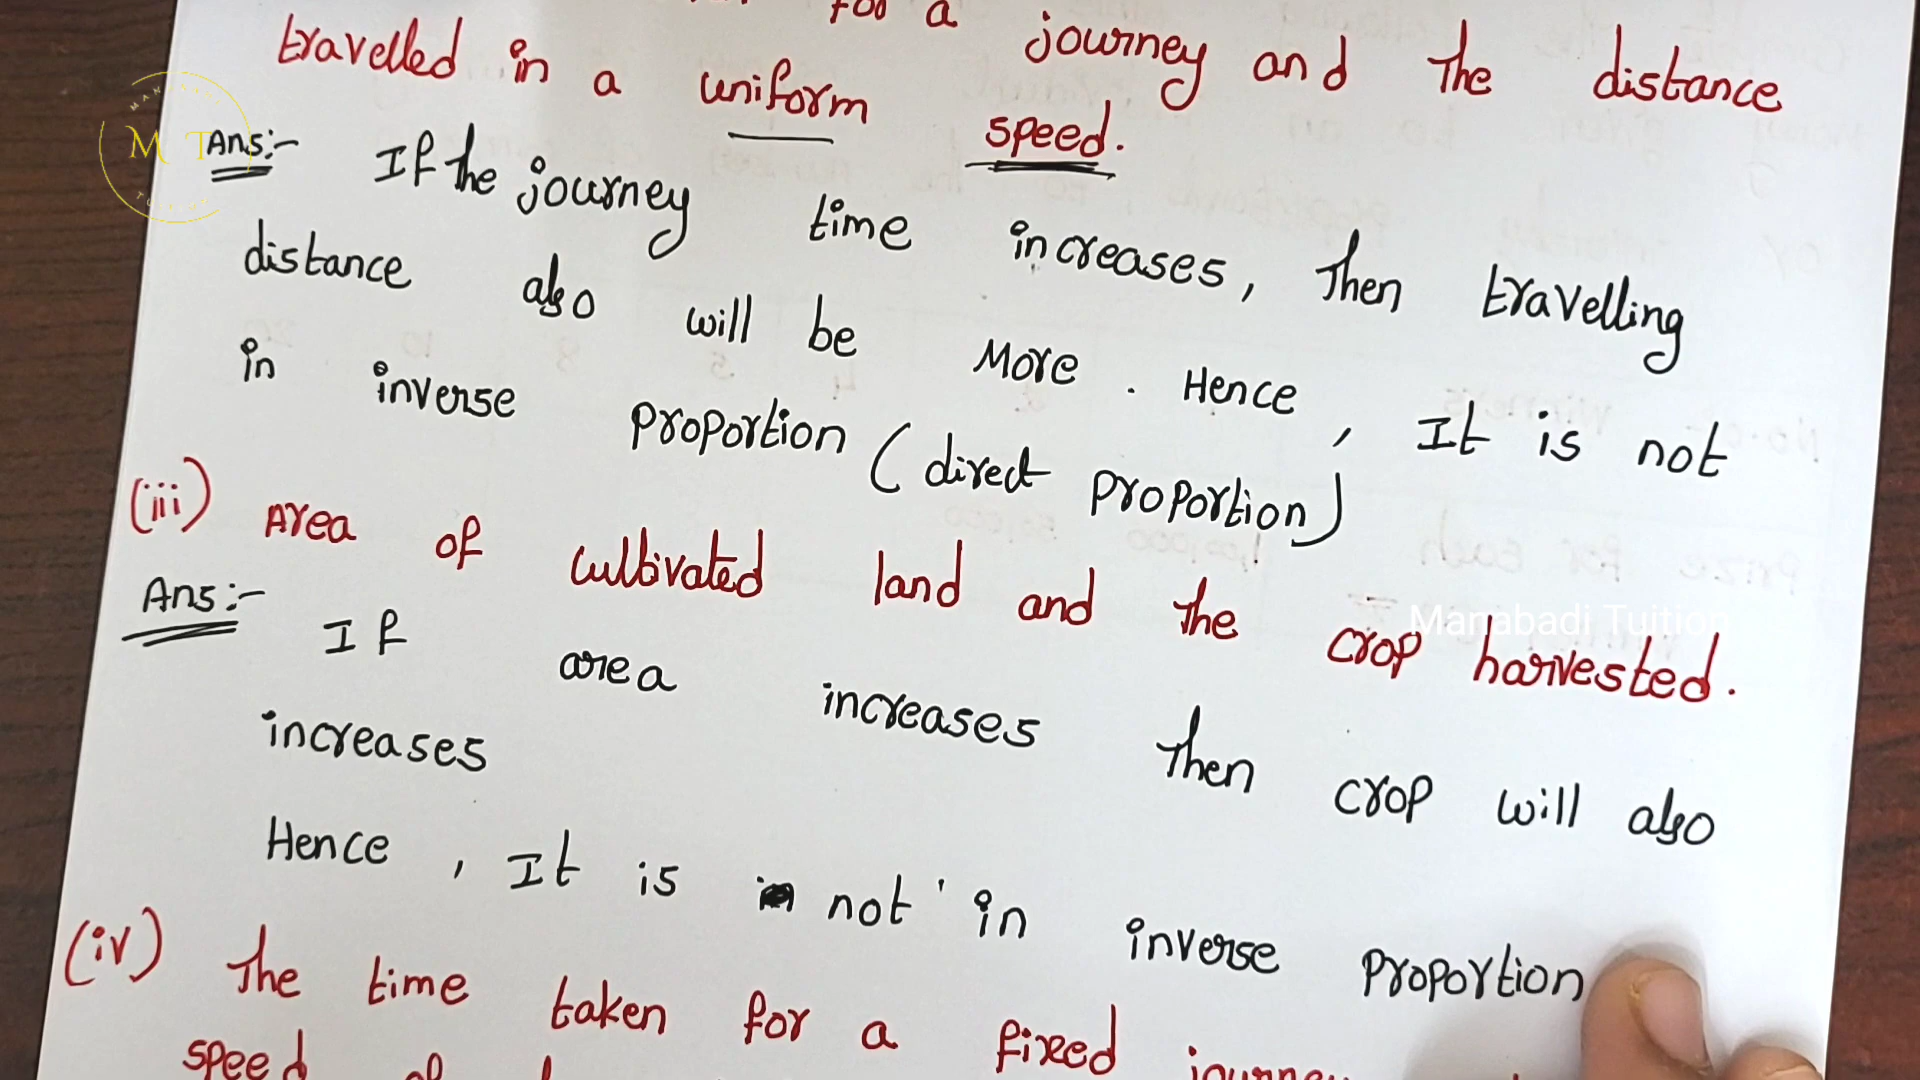 for a journey and the distance
travelled in a uniform speed.
Ans:- If the journey time increases, then travelling
distance also will be More. Hence, It is not
in inverse proportion (direct proportion)
(iii) Area of cultivated land and the crop harvested.
Ans:- If area increases then crop will also
increases
Hence, It is not in inverse proportion
(iv) The time taken for a fixed journey
speed of
M T
Manabadi Tuition